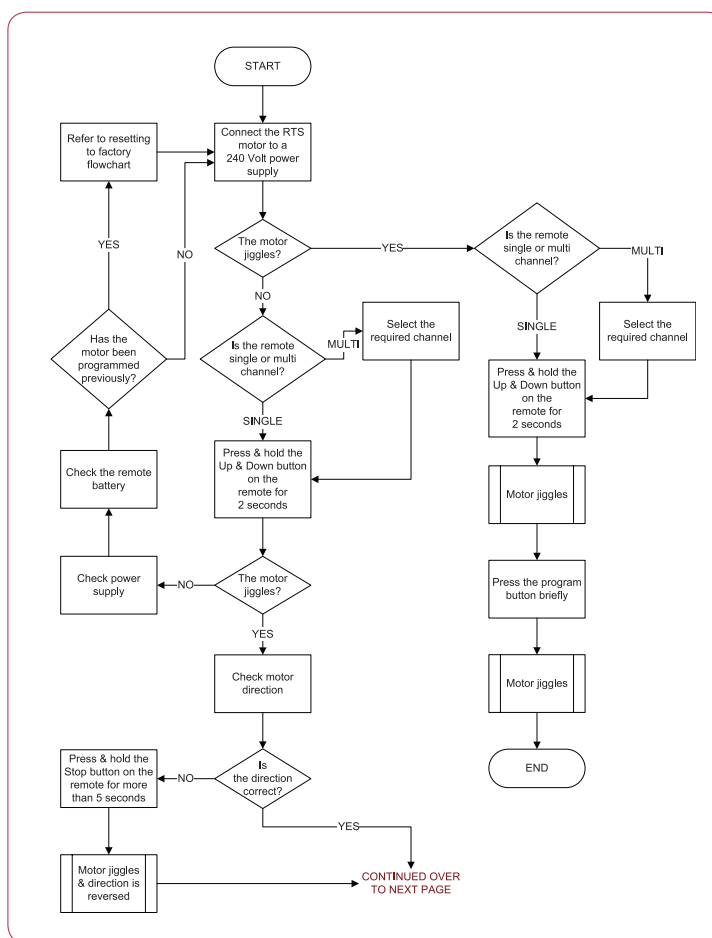 START
Refer to resetting
to factory
flowchart
Connect the RTS
motor to a
240 Volt power
supply
YES
NO
The motor
jiggles?
YES
Is the remote
single or multi
channel?
MULTI
NO
SINGLE
Select the
required channel
Has the
motor been
programmed
previously?
Is the remote
single or multi
channel?
MULTI
Select the
required channel
SINGLE
Press & hold the
Up & Down button
on the
remote for
2 seconds
Press & hold the
Up & Down button
on the
remote for
2 seconds
Check the remote
battery
Motor jiggles
Check power
supply
NO
The motor
jiggles?
Press the program
button briefly
YES
Check motor
direction
Motor jiggles
Press & hold the
Stop button on the
remote for more
than 5 seconds
NO
Is
the direction
correct?
END
YES
Motor jiggles
& direction is
reversed
CONTINUED OVER
TO NEXT PAGE